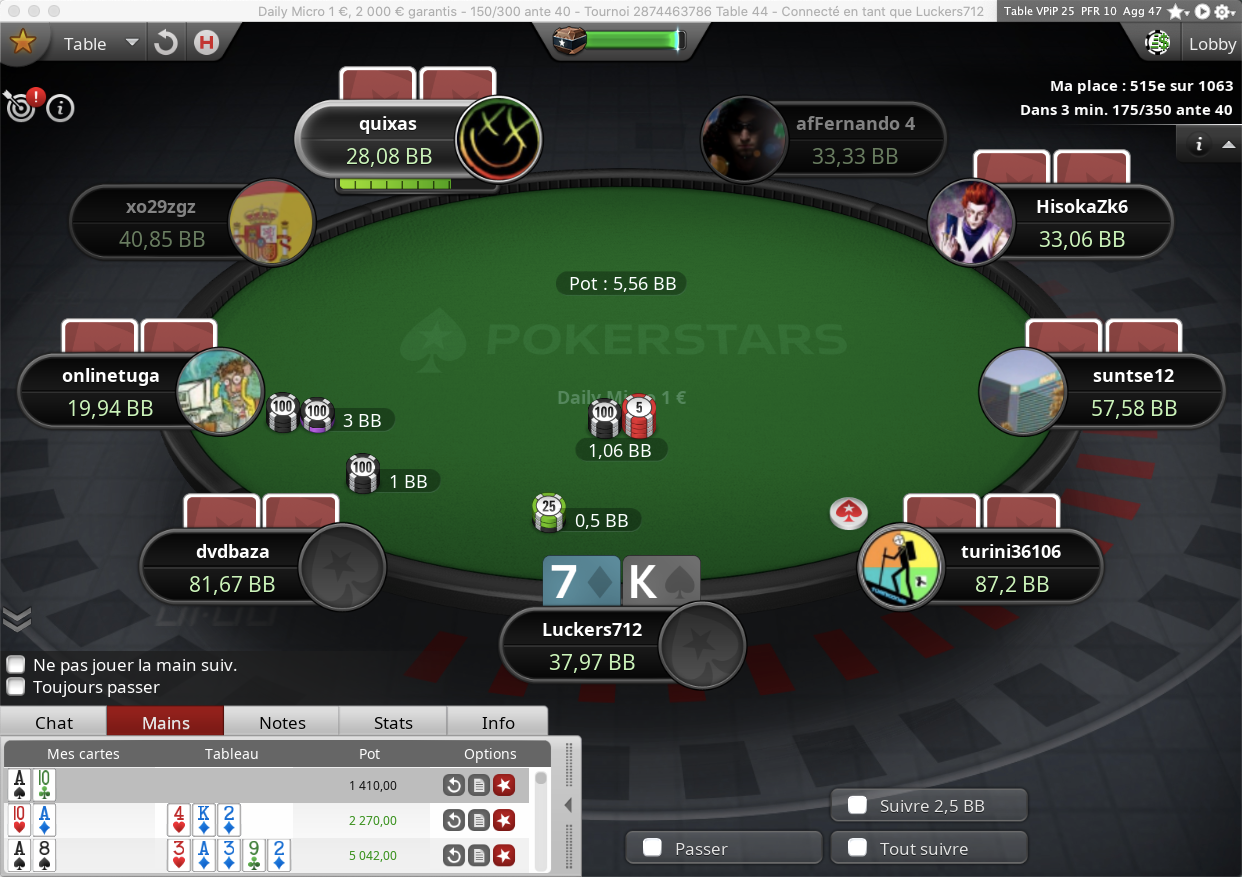 Daily Micro 1 €, 2 000 € garantis - 150/300 ante 40 - Tournoi 2874463786 Table 44 - Connecté en tant que Luckers712
Table VPiP 25 PFR 10 Agg 47
Table
H
Lobby
Ma place : 515e sur 1063
Dans 3 min. 175/350 ante 40
quixas
28,08 BB
afFernando 4
33,33 BB
xo29zgz
40,85 BB
HisokaZk6
33,06 BB
Pot : 5,56 BB
POKERSTARS
Daily Micro 1 €
onlinetuga
19,94 BB
suntse12
57,58 BB
100
100
3 BB
100
5
1,06 BB
100
1 BB
25
0,5 BB
dvdbaza
81,67 BB
turini36106
87,2 BB
7 K
Luckers712
37,97 BB
Ne pas jouer la main suiv.
Toujours passer
Chat
Mains
Notes
Stats
Info
Mes cartes
Tableau
Pot
Options
A 10
1 410,00
10 A
4 K 2
2 270,00
A 8
3 A 3 9 2
5 042,00
Suivre 2,5 BB
Passer
Tout suivre